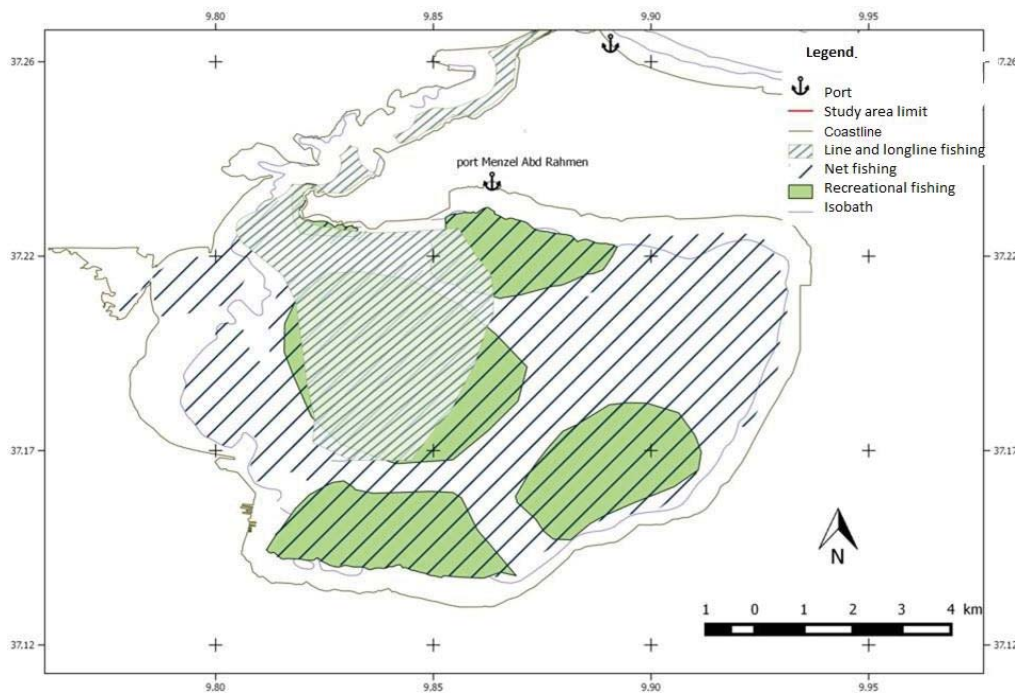 9.80 9.85 9.90 9.95
37.26 37.26
Legend.
Port
Study area limit
Coastline
Line and longline fishing
Net fishing
Recreational fishing
Isobath
port Menzel Abd Rahmen
37.22 37.22
37.17 37.17
N
1 0 1 2 3 4 km
37.12 37.12
9.80 9.85 9.90 9.95